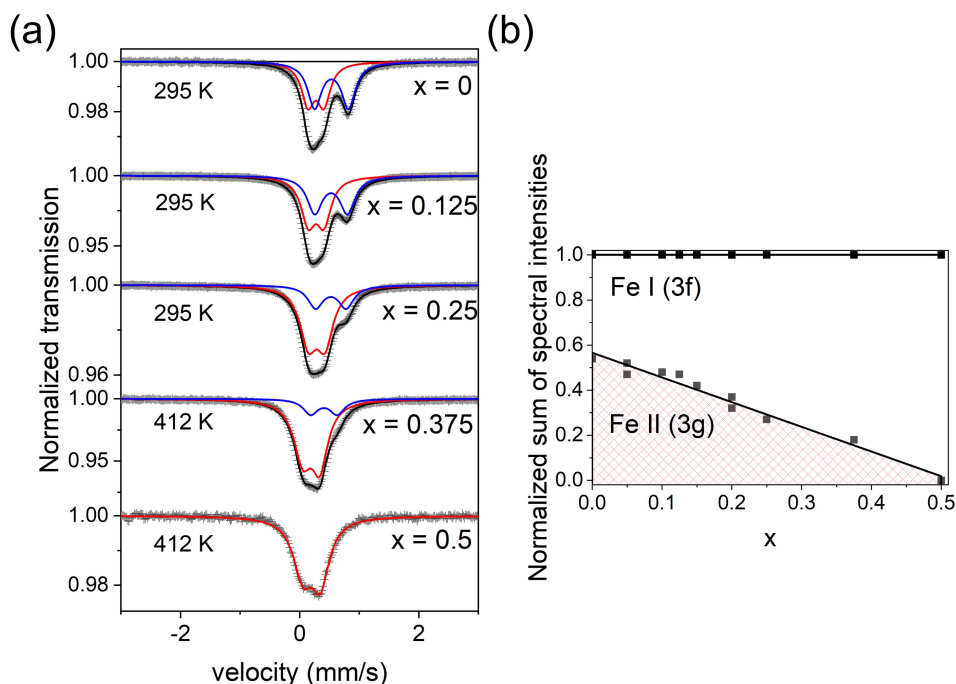 (a)
1.00
0.98
295 K
x = 0
1.00
0.95
295 K
x = 0.125
1.00
0.96
295 K
x = 0.25
1.00
0.95
412 K
x = 0.375
1.00
0.98
412 K
x = 0.5
Normalized transmission
-2
0
2
velocity (mm/s)
(b)
Normalized sum of spectral intensities
1.0
0.8
0.6
0.4
0.2
0.0
Fe I (3f)
Fe II (3g)
0.0
0.1
0.2
0.3
0.4
0.5
x